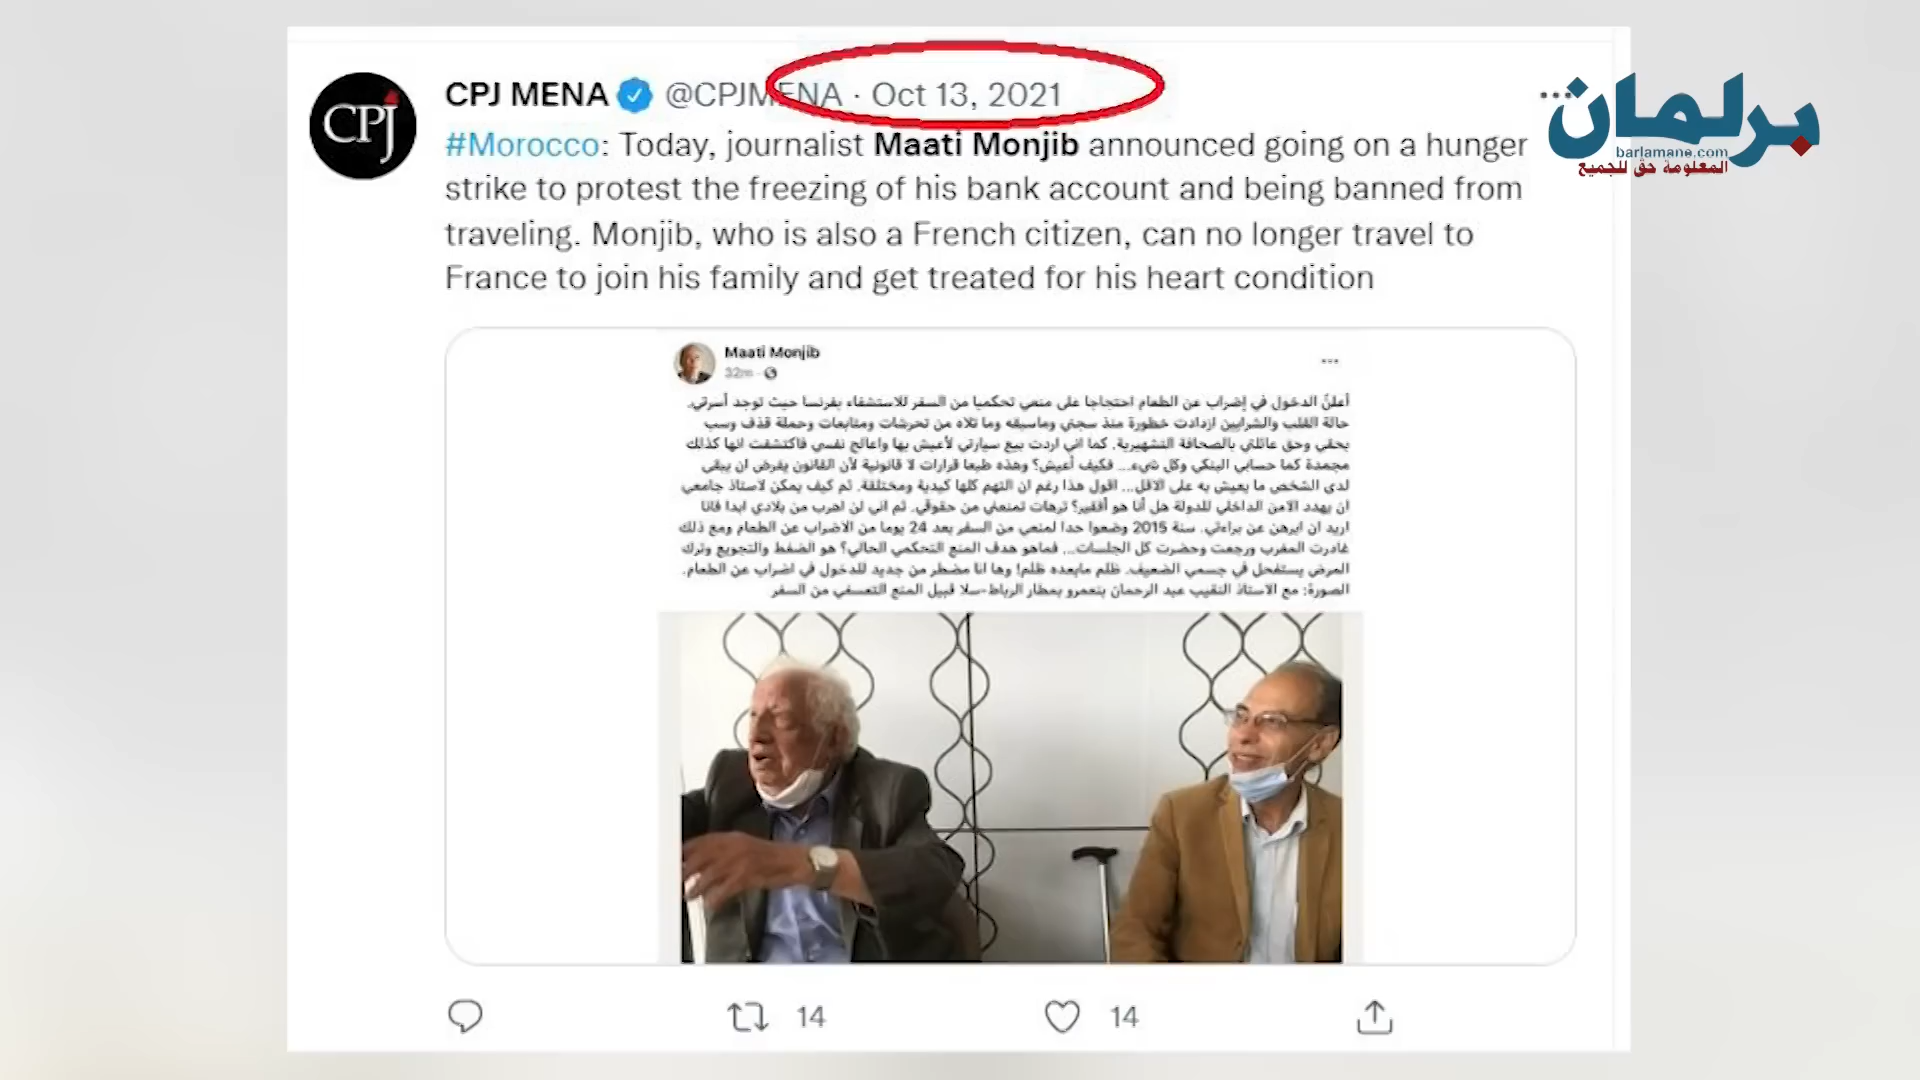 CPJ
CPJ MENA @CPJMENA · Oct 13, 2021
#Morocco: Today, journalist Maati Monjib announced going on a hunger
strike to protest the freezing of his bank account and being banned from
traveling. Monjib, who is also a French citizen, can no longer travel to
France to join his family and get treated for his heart condition
برلمان
barlamane.com
المعلومة حق للجميع
Maati Monjib
32m
أعلن الدخول في إضراب عن الطعام احتجاجا على منعي تحكميا من السفر للاستشفاء بفرنسا حيث توجد أسرتي.
حالة القلب والشرايين ازدادت خطورة منذ سجني وماسبقه وما تلاه من تحرشات ومتابعات وحملة قذف وسب
بحقي وحق عائلتي بالصحافة التشهيرية. كما اني اردت بيع سيارتي لأعيش بها واعالج نفسي فاكتشفت انها كذلك
مجمدة كما حسابي البنكي وكل شيء... فكيف أعيش؟ وهذه طبعا قرارات لا قانونية لأن القانون يفرض ان يبقى
لدى الشخص ما يعيش به على الاقل... اقول هذا رغم ان التهم كلها كيدية ومختلقة. ثم كيف يمكن لاستاذ جامعي
ان يهدد الامن الداخلي للدولة هل أنا هو أفقير؟ ترهات تمنعني من حقوقي. ثم اني لن اهرب من بلادي ابدا فانا
اريد ان ابرهن عن براءتي. سنة 2015 وضعوا حدا لمنعي من السفر بعد 24 يوما من الاضراب عن الطعام ومع ذلك
غادرت المغرب ورجعت وحضرت كل الجلسات... فماهو هدف المنع التحكمي الحالي؟ هو الضغط والتجويع وترك
المرض يستفحل في جسمي الضعيف. ظلم مابعده ظلم! وها انا مضطر من جديد للدخول في اضراب عن الطعام.
الصورة: مع الاستاذ النقيب عبد الرحمان بنعمرو بمطار الرباط-سلا قبيل المنع التعسفي من السفر
14
14